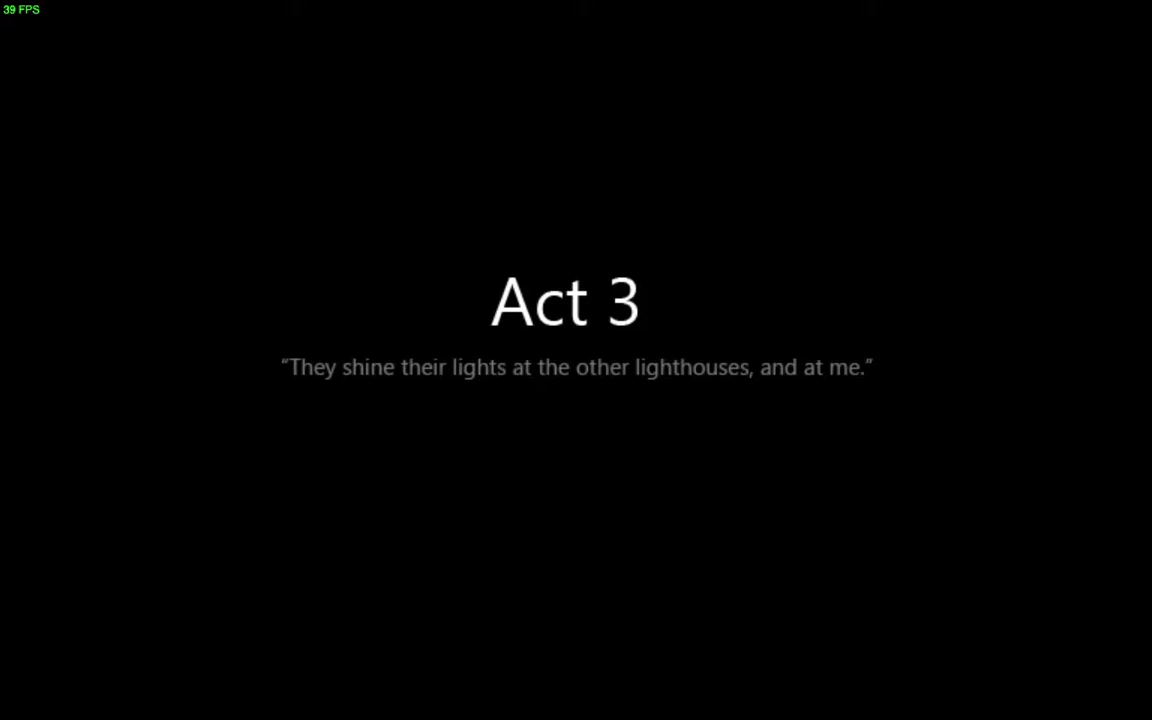 39 FPS
Act 3
“They shine their lights at the other lighthouses, and at me.”